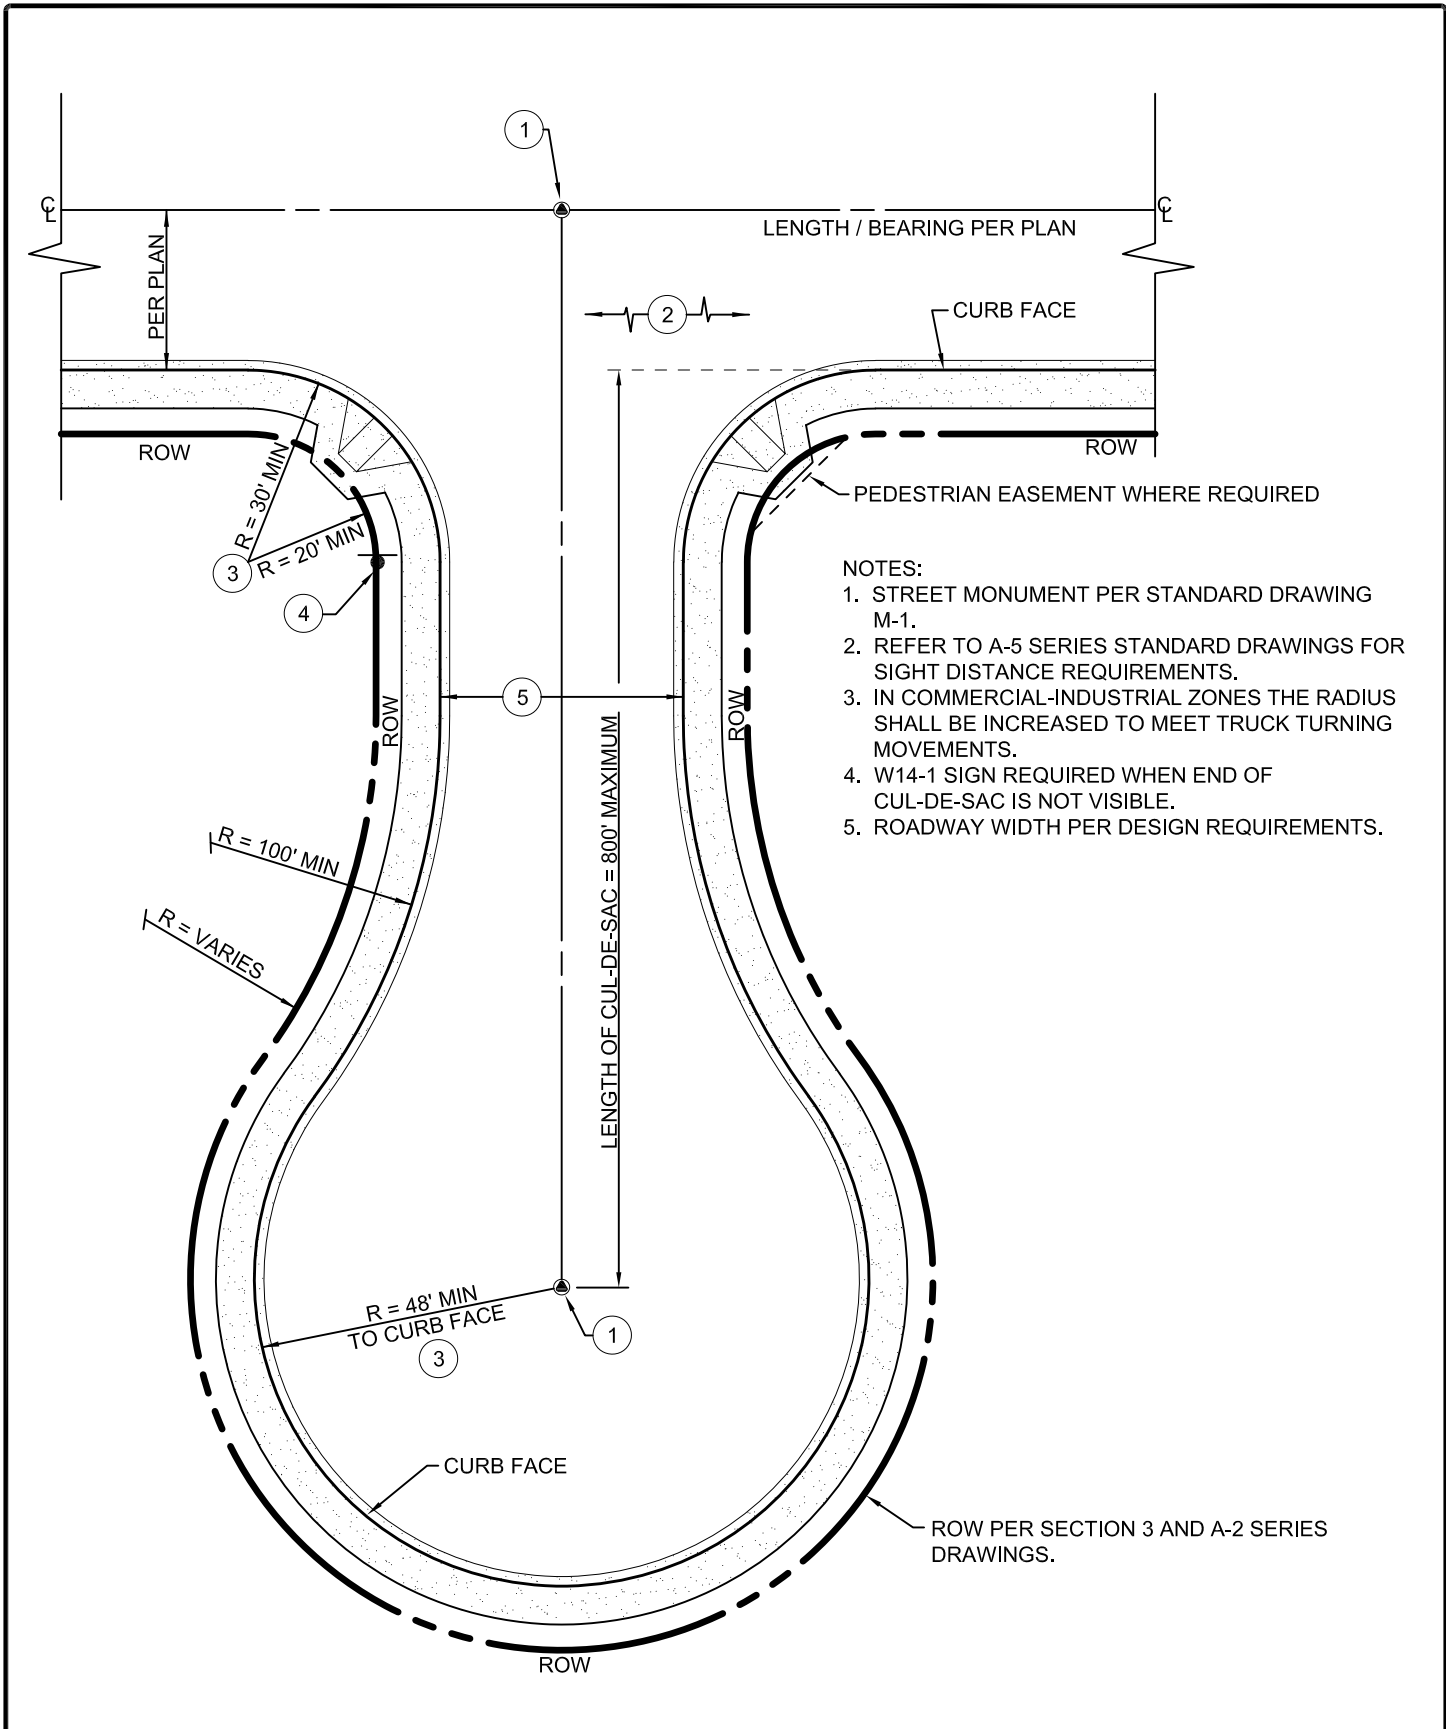 1
℄
℄
LENGTH / BEARING PER PLAN
PER PLAN
2
CURB FACE
ROW
ROW
R = 30' MIN
R = 20' MIN
3
4
PEDESTRIAN EASEMENT WHERE REQUIRED
NOTES:
1. STREET MONUMENT PER STANDARD DRAWING
M-1.
2. REFER TO A-5 SERIES STANDARD DRAWINGS FOR
SIGHT DISTANCE REQUIREMENTS.
3. IN COMMERCIAL-INDUSTRIAL ZONES THE RADIUS
SHALL BE INCREASED TO MEET TRUCK TURNING
MOVEMENTS.
4. W14-1 SIGN REQUIRED WHEN END OF
CUL-DE-SAC IS NOT VISIBLE.
5. ROADWAY WIDTH PER DESIGN REQUIREMENTS.
5
ROW
ROW
LENGTH OF CUL-DE-SAC = 800' MAXIMUM
R = 100' MIN
R = VARIES
R = 48' MIN
TO CURB FACE
3
1
CURB FACE
ROW PER SECTION 3 AND A-2 SERIES
DRAWINGS.
ROW